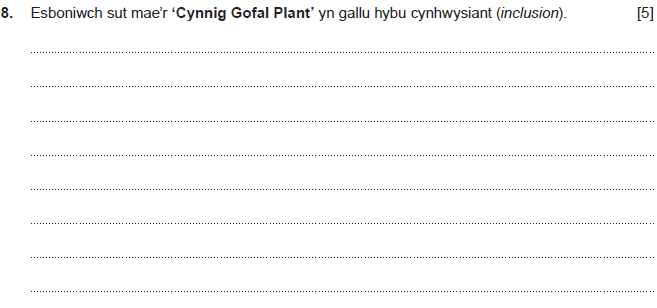 8. Esboniwch sut mae'r 'Cynnig Gofal Plant' yn gallu hybu cynhwysiant (inclusion). [5]